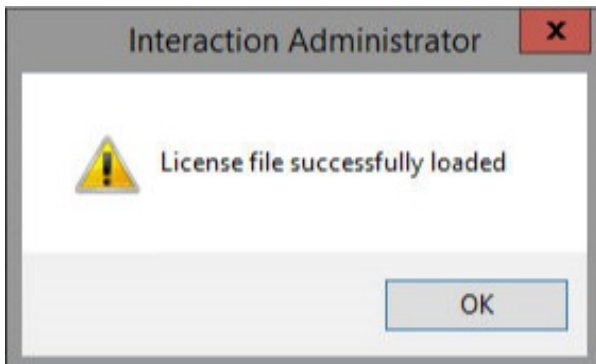 Interaction Administrator
x
License file successfully loaded
OK